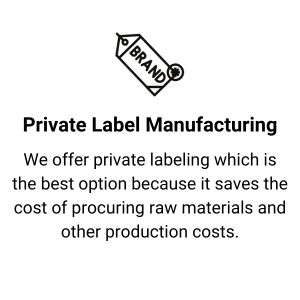 BRAND
Private Label Manufacturing
We offer private labeling which is
the best option because it saves the
cost of procuring raw materials and
other production costs.